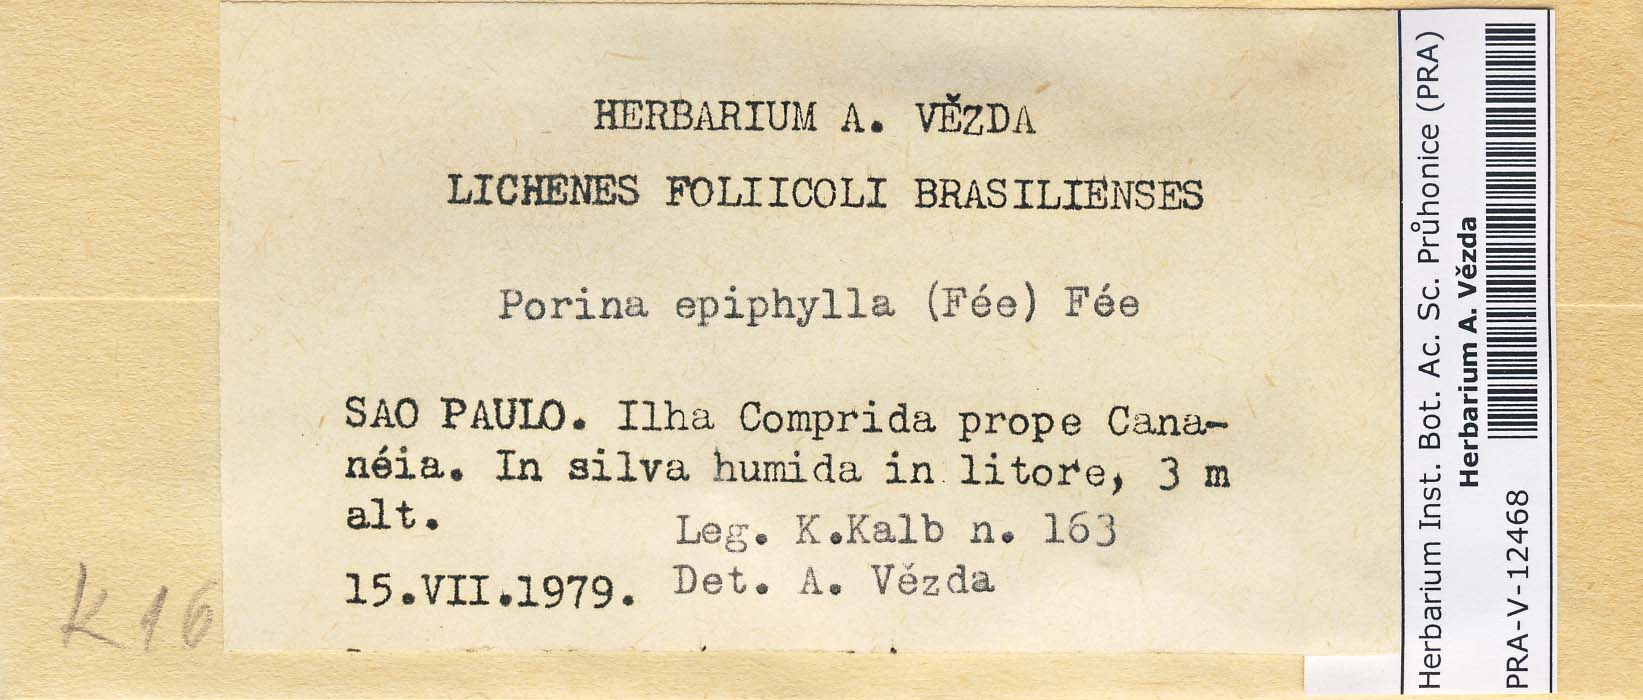 HERBARIUM A. VĚZDA
LICHENES FOLIICOLI BRASILIENSES
Porina epiphylla (Fée) Fée
SAO PAULO. Ilha Comprida prope Cana-
néia. In silva humida in litore, 3 m
alt.
Leg. K.Kalb n. 163
15.VII.1979.
Det. A. Vězda
K 16
Herbarium Inst. Bot. Ac. Sc. Průhonice (PRA)
Herbarium A. Vězda
PRA-V-12468